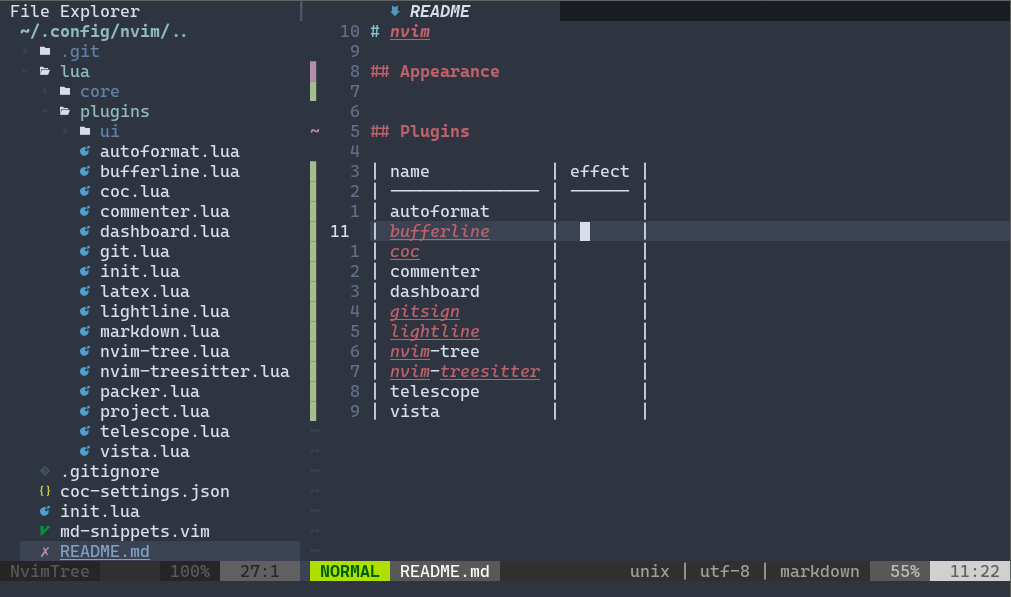 File Explorer
~/.config/nvim/..
.git
lua
core
plugins
ui
autoformat.lua
bufferline.lua
coc.lua
commenter.lua
dashboard.lua
git.lua
init.lua
latex.lua
lightline.lua
markdown.lua
nvim-tree.lua
nvim-treesitter.lua
packer.lua
project.lua
telescope.lua
vista.lua
.gitignore
{} coc-settings.json
init.lua
md-snippets.vim
✗ README.md
NvimTree 100% 27:1
README
10 # nvim
9
8 ## Appearance
7
6
~ 5 ## Plugins
4
3 | name | effect |
2 | --------------- | ------ |
1 | autoformat | |
11 | bufferline | |
1 | coc | |
2 | commenter | |
3 | dashboard | |
4 | gitsign | |
5 | lightline | |
6 | nvim-tree | |
7 | nvim-treesitter | |
8 | telescope | |
9 | vista | |
~
~
~
~
~
~
~
NORMAL README.md unix | utf-8 | markdown 55% 11:22